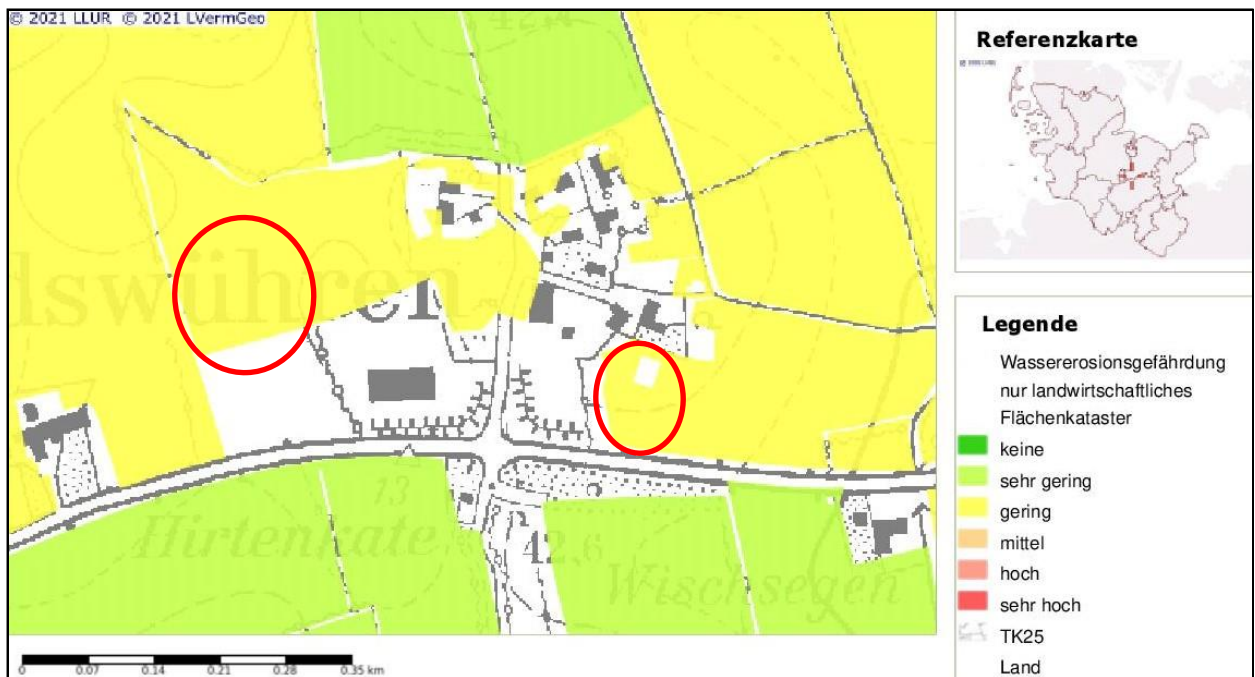 © 2021 LLUR © 2021 LVermGeo
dswühren
13
Hirtenkate
42,6
Wischsegen
0 0.07 0.14 0.21 0.28 0.35 km
Referenzkarte
Legende
Wassererosionsgefährdung
nur landwirtschaftliches
Flächenkataster
keine
sehr gering
gering
mittel
hoch
sehr hoch
TK25
Land